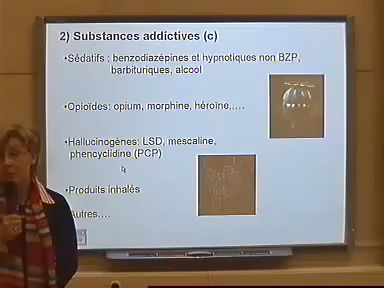 2) Substances addictives (c)
•Sédatifs : benzodiazépines et hypnotiques non BZP,
barbituriques, alcool
•Opioïdes: opium, morphine, héroïne,....
•Hallucinogènes: LSD, mescaline,
phencyclidine (PCP)
•Produits inhalés
Autres....